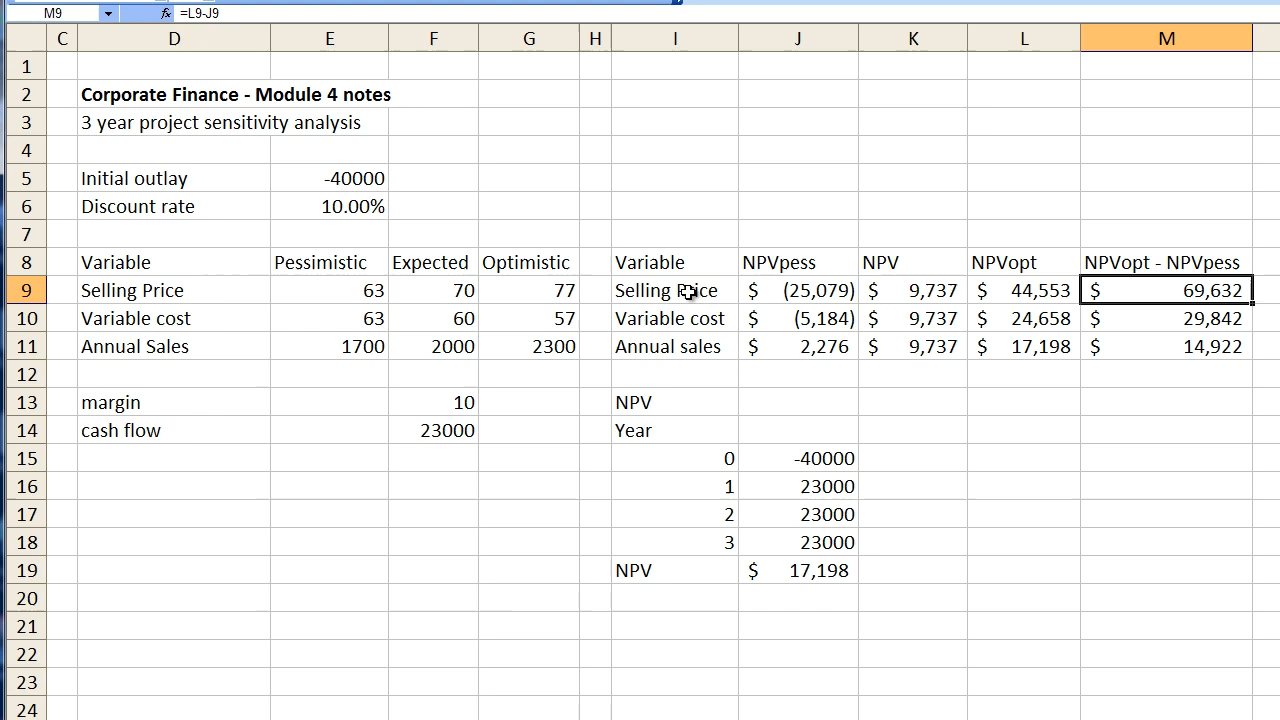 M9 fx =L9-J9
C D E F G H I J K L M
1
2 Corporate Finance - Module 4 notes
3 3 year project sensitivity analysis
4
5 Initial outlay -40000
6 Discount rate 10.00%
7
8 Variable Pessimistic Expected Optimistic Variable NPVpess NPV NPVopt NPVopt - NPVpess
9 Selling Price 63 70 77 Selling Price $ (25,079) $ 9,737 $ 44,553 $ 69,632
10 Variable cost 63 60 57 Variable cost $ (5,184) $ 9,737 $ 24,658 $ 29,842
11 Annual Sales 1700 2000 2300 Annual sales $ 2,276 $ 9,737 $ 17,198 $ 14,922
12
13 margin 10 NPV
14 cash flow 23000 Year
15 0 -40000
16 1 23000
17 2 23000
18 3 23000
19 NPV $ 17,198
20
21
22
23
24